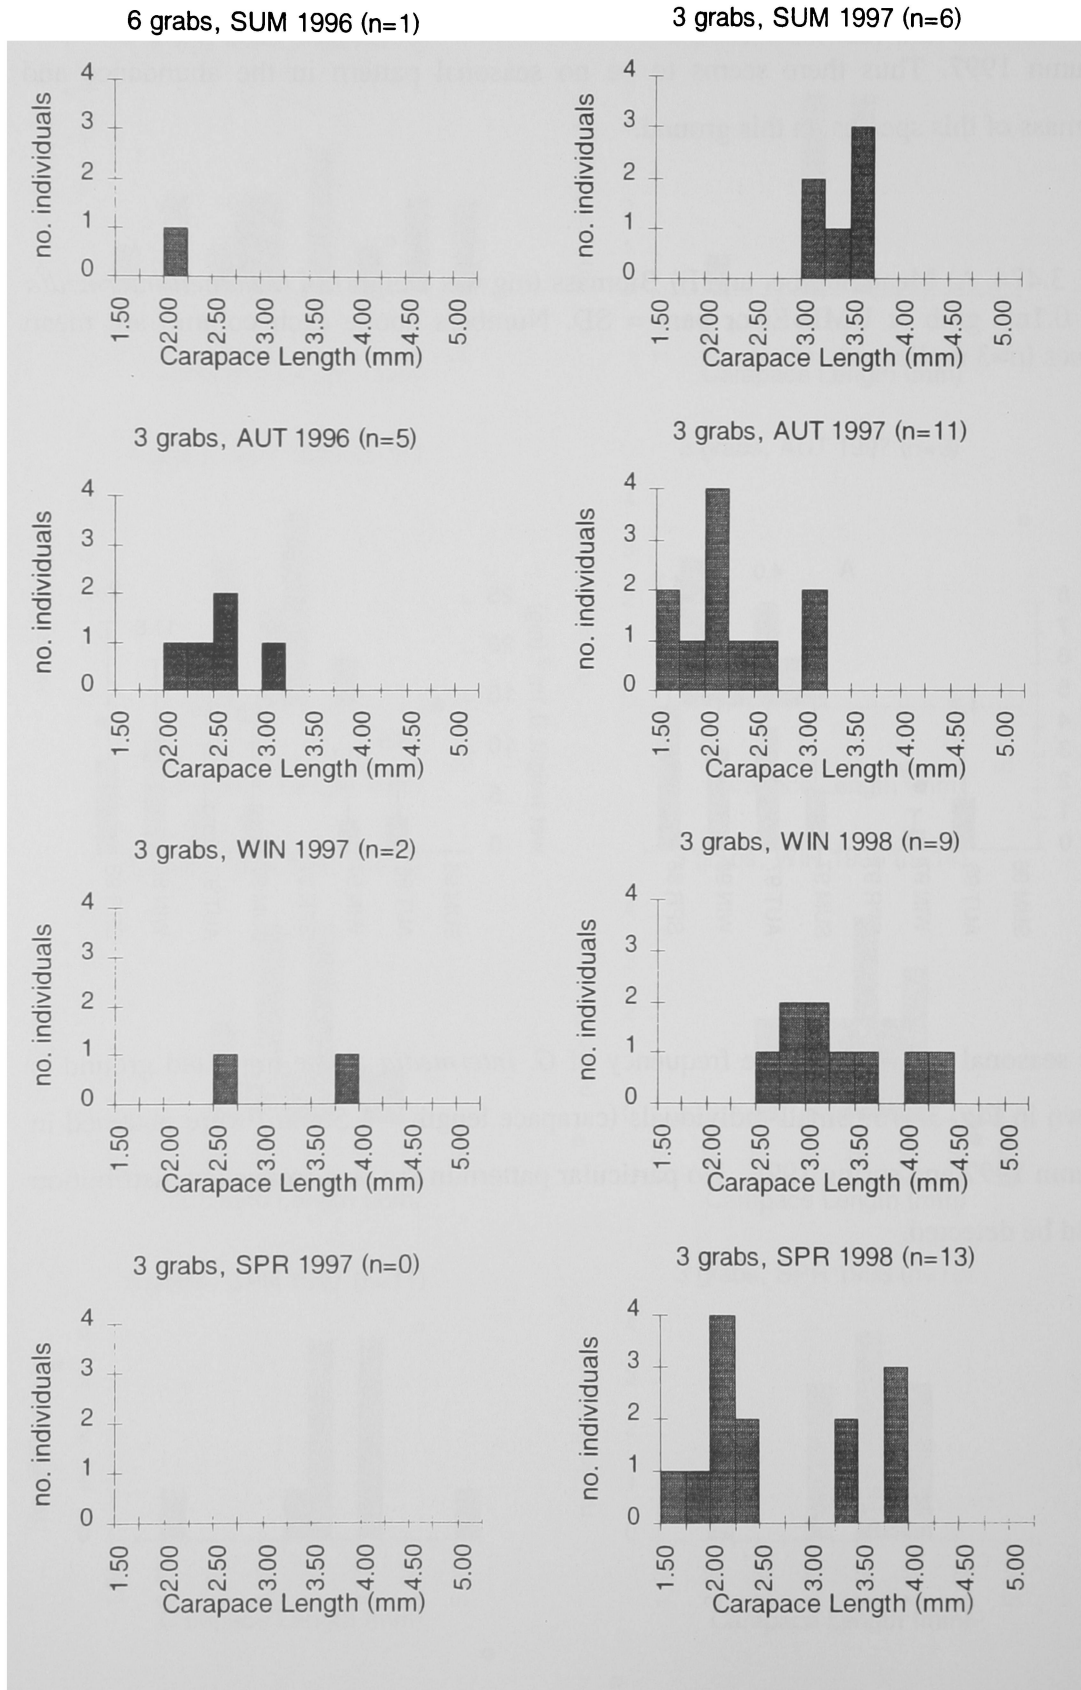 6 grabs, SUM 1996 (n=1)
no. individuals
4
3
2
1
0
1.50 2.00 2.50 3.00 3.50 4.00 4.50 5.00
Carapace Length (mm)
3 grabs, SUM 1997 (n=6)
no. individuals
4
3
2
1
0
1.50 2.00 2.50 3.00 3.50 4.00 4.50 5.00
Carapace Length (mm)
3 grabs, AUT 1996 (n=5)
no. individuals
4
3
2
1
0
1.50 2.00 2.50 3.00 3.50 4.00 4.50 5.00
Carapace Length (mm)
3 grabs, AUT 1997 (n=11)
no. individuals
4
3
2
1
0
1.50 2.00 2.50 3.00 3.50 4.00 4.50 5.00
Carapace Length (mm)
3 grabs, WIN 1997 (n=2)
no. individuals
4
3
2
1
0
1.50 2.00 2.50 3.00 3.50 4.00 4.50 5.00
Carapace Length (mm)
3 grabs, WIN 1998 (n=9)
no. individuals
4
3
2
1
0
1.50 2.00 2.50 3.00 3.50 4.00 4.50 5.00
Carapace Length (mm)
3 grabs, SPR 1997 (n=0)
no. individuals
4
3
2
1
0
1.50 2.00 2.50 3.00 3.50 4.00 4.50 5.00
Carapace Length (mm)
3 grabs, SPR 1998 (n=13)
no. individuals
4
3
2
1
0
1.50 2.00 2.50 3.00 3.50 4.00 4.50 5.00
Carapace Length (mm)